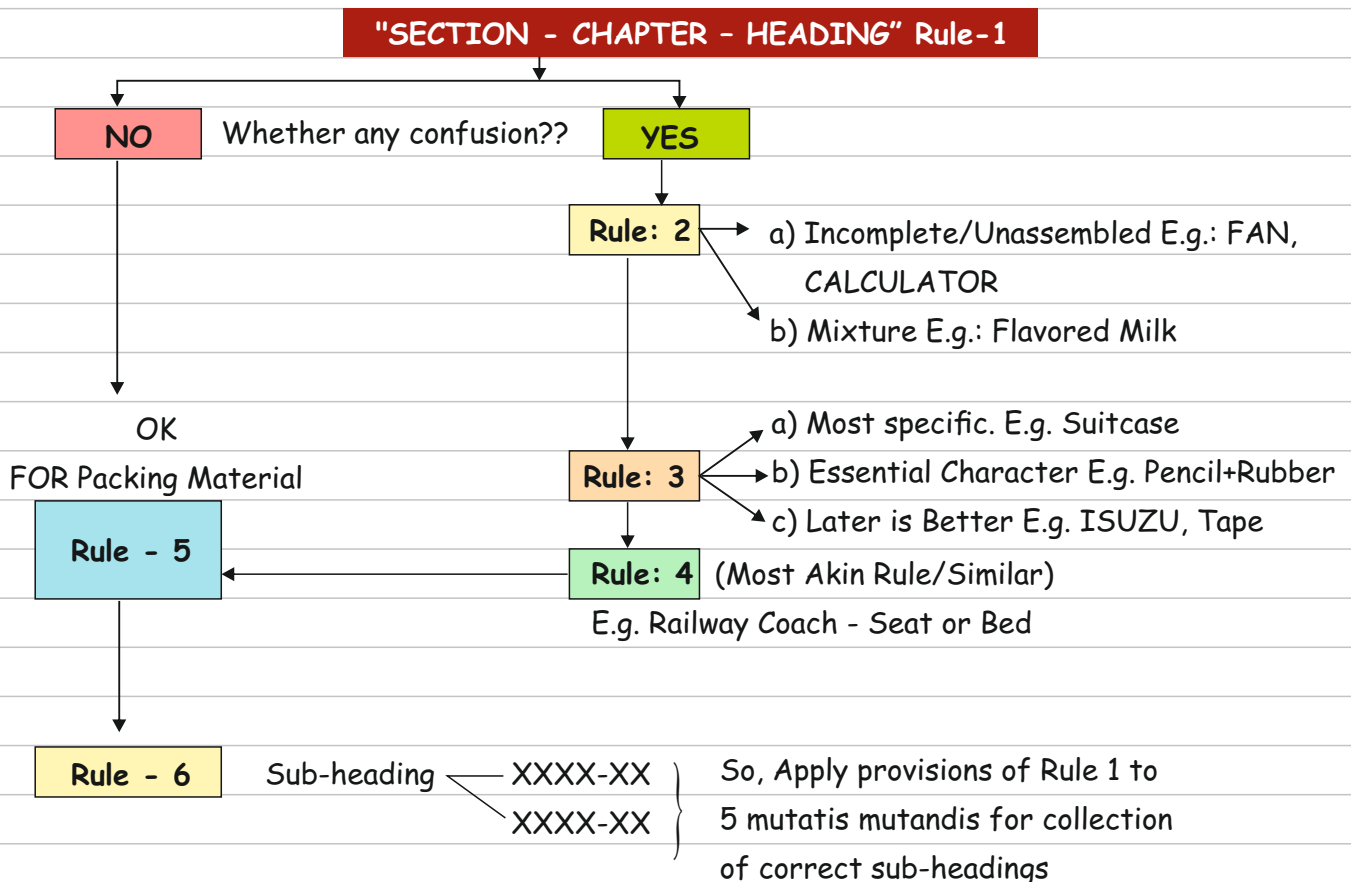 "SECTION - CHAPTER – HEADING” Rule-1
NO Whether any confusion?? YES
Rule: 2 a) Incomplete/Unassembled E.g.: FAN,
CALCULATOR
b) Mixture E.g.: Flavored Milk
OK
FOR Packing Material
a) Most specific. E.g. Suitcase
Rule: 3 b) Essential Character E.g. Pencil+Rubber
c) Later is Better E.g. ISUZU, Tape
Rule - 5
Rule: 4 (Most Akin Rule/Similar)
E.g. Railway Coach - Seat or Bed
Rule - 6 Sub-heading XXXX-XX So, Apply provisions of Rule 1 to
XXXX-XX 5 mutatis mutandis for collection
of correct sub-headings